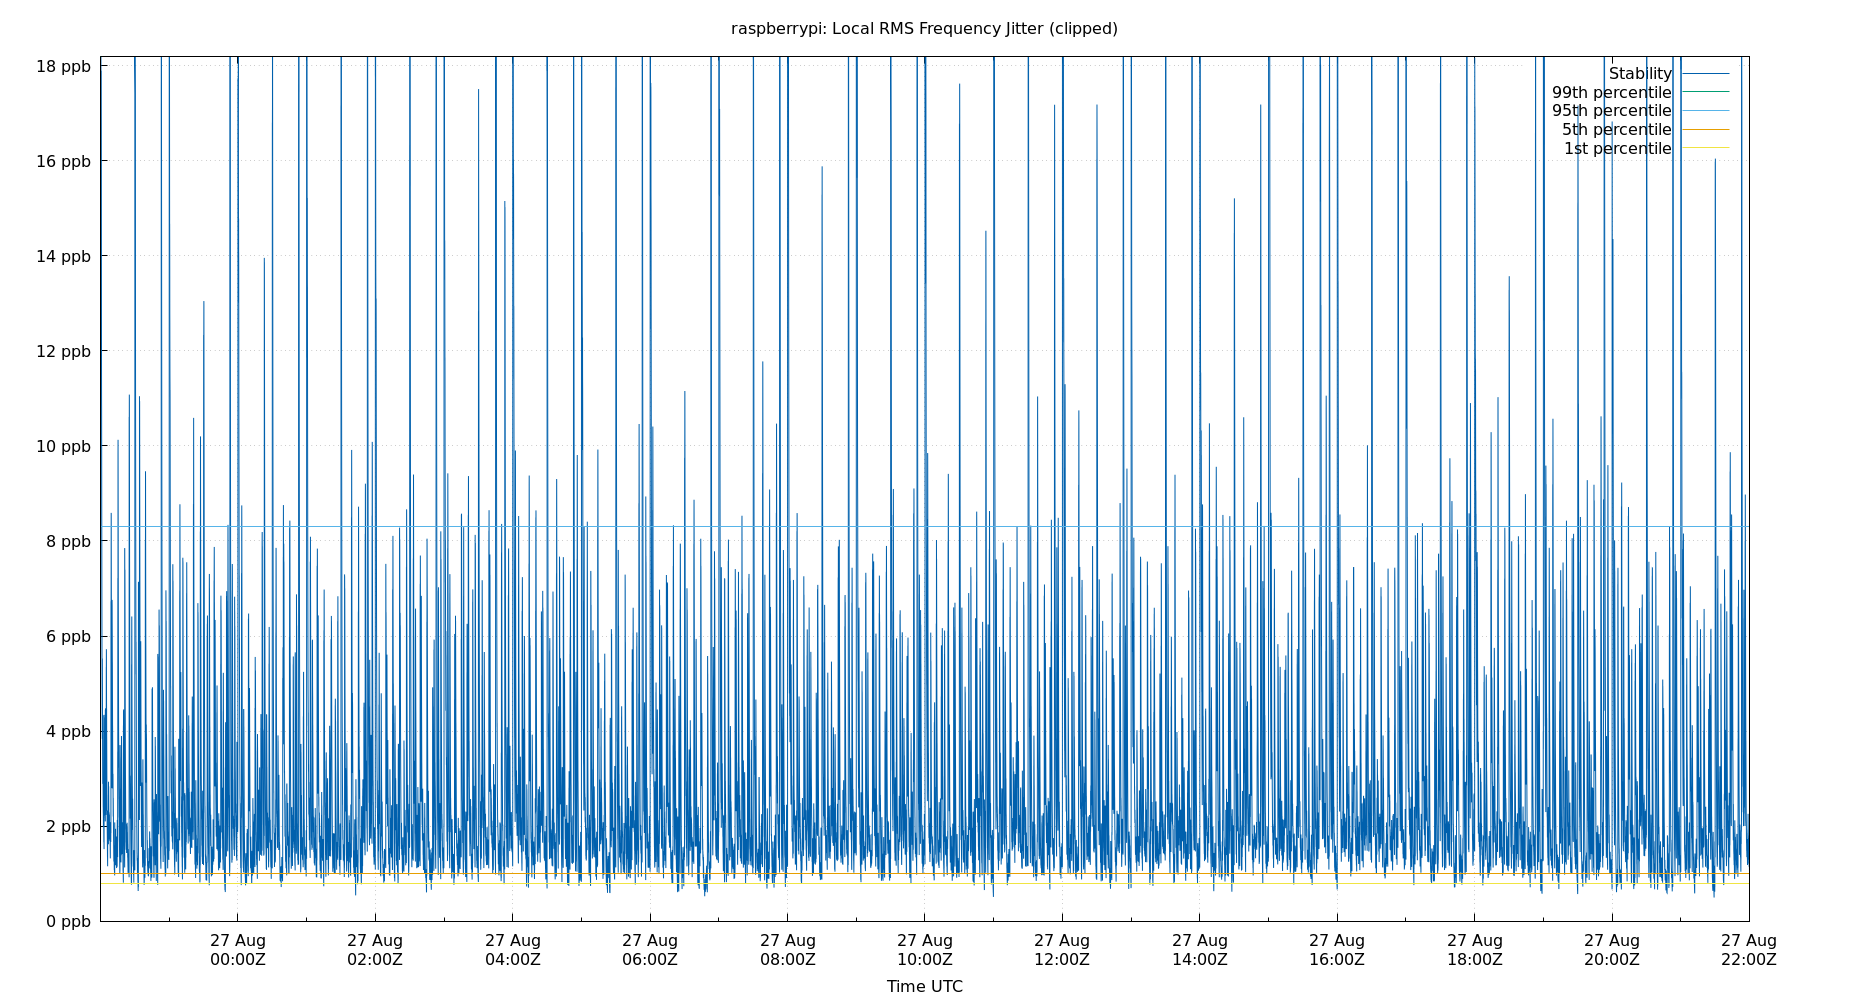 raspberrypi: Local RMS Frequency Jitter (clipped)
18 ppb
16 ppb
14 ppb
12 ppb
10 ppb
8 ppb
6 ppb
4 ppb
2 ppb
0 ppb
Stability
99th percentile
95th percentile
5th percentile
1st percentile
27 Aug 27 Aug 27 Aug 27 Aug 27 Aug 27 Aug 27 Aug 27 Aug 27 Aug 27 Aug 27 Aug 27 Aug
00:00Z 02:00Z 04:00Z 06:00Z 08:00Z 10:00Z 12:00Z 14:00Z 16:00Z 18:00Z 20:00Z 22:00Z
Time UTC